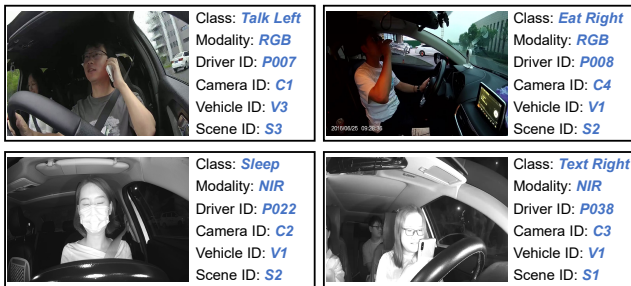 Class: Talk Left
Modality: RGB
Driver ID: P007
Camera ID: C1
Vehicle ID: V3
Scene ID: S3
Class: Eat Right
Modality: RGB
Driver ID: P008
Camera ID: C4
Vehicle ID: V1
Scene ID: S2
Class: Sleep
Modality: NIR
Driver ID: P022
Camera ID: C2
Vehicle ID: V1
Scene ID: S2
Class: Text Right
Modality: NIR
Driver ID: P038
Camera ID: C3
Vehicle ID: V1
Scene ID: S1